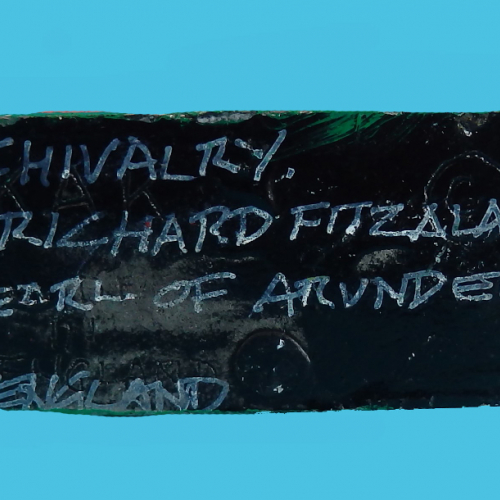 CHIVALRY.
RICHARD FITZALA
EARL OF ARUNDE
ENGLAND